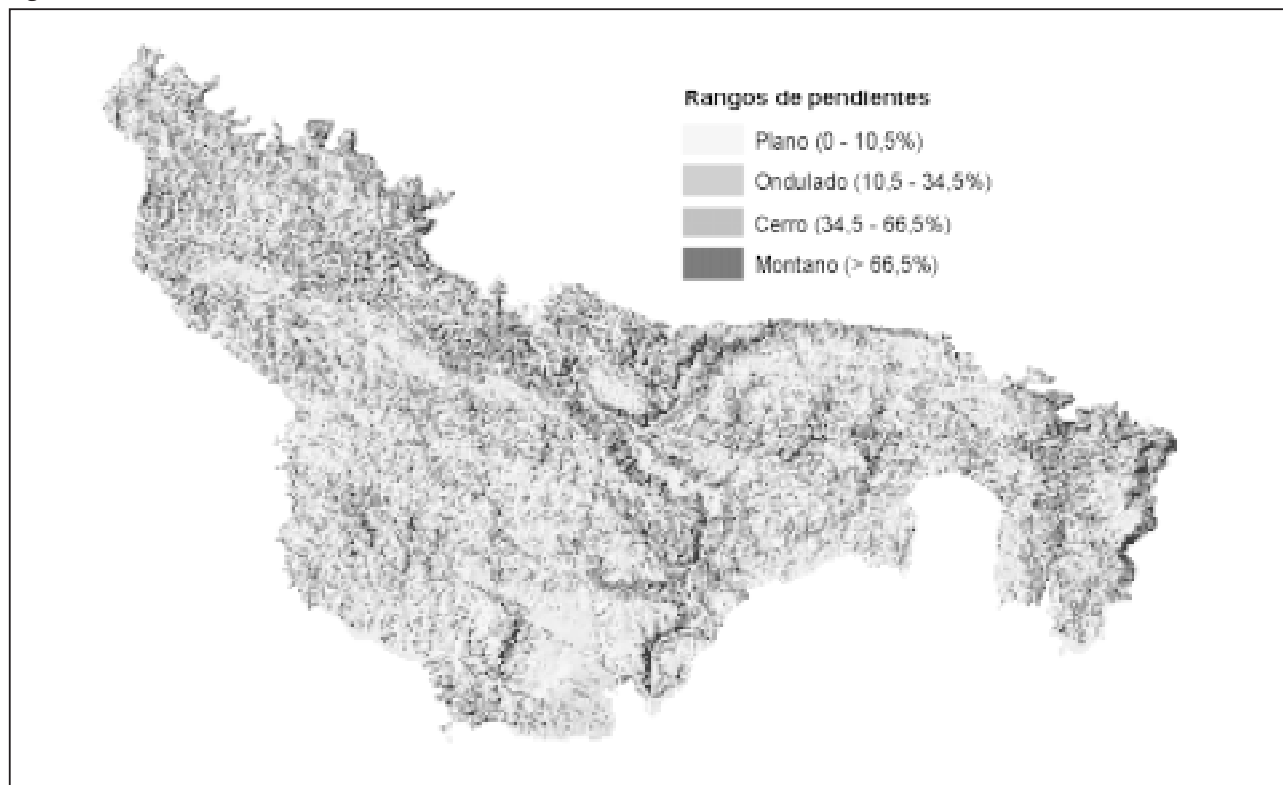 Rangos de pendientes
Plano (0 - 10,5%)
Ondulado (10,5 - 34,5%)
Cerro (34,5 - 66,5%)
Montano (> 66,5%)